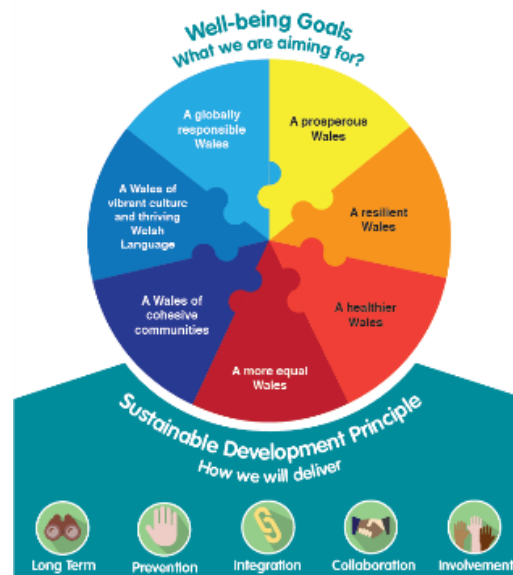 Well-being Goals
What we are aiming for?
A globally
responsible
Wales
A prosperous
Wales
A Wales of
vibrant culture
and thriving
Welsh
Language
A resilient
Wales
A Wales of
cohesive
communities
A healthier
Wales
A more equal
Wales
Sustainable Development Principle
How we will deliver
Long Term
Prevention
Integration
Collaboration
Involvement